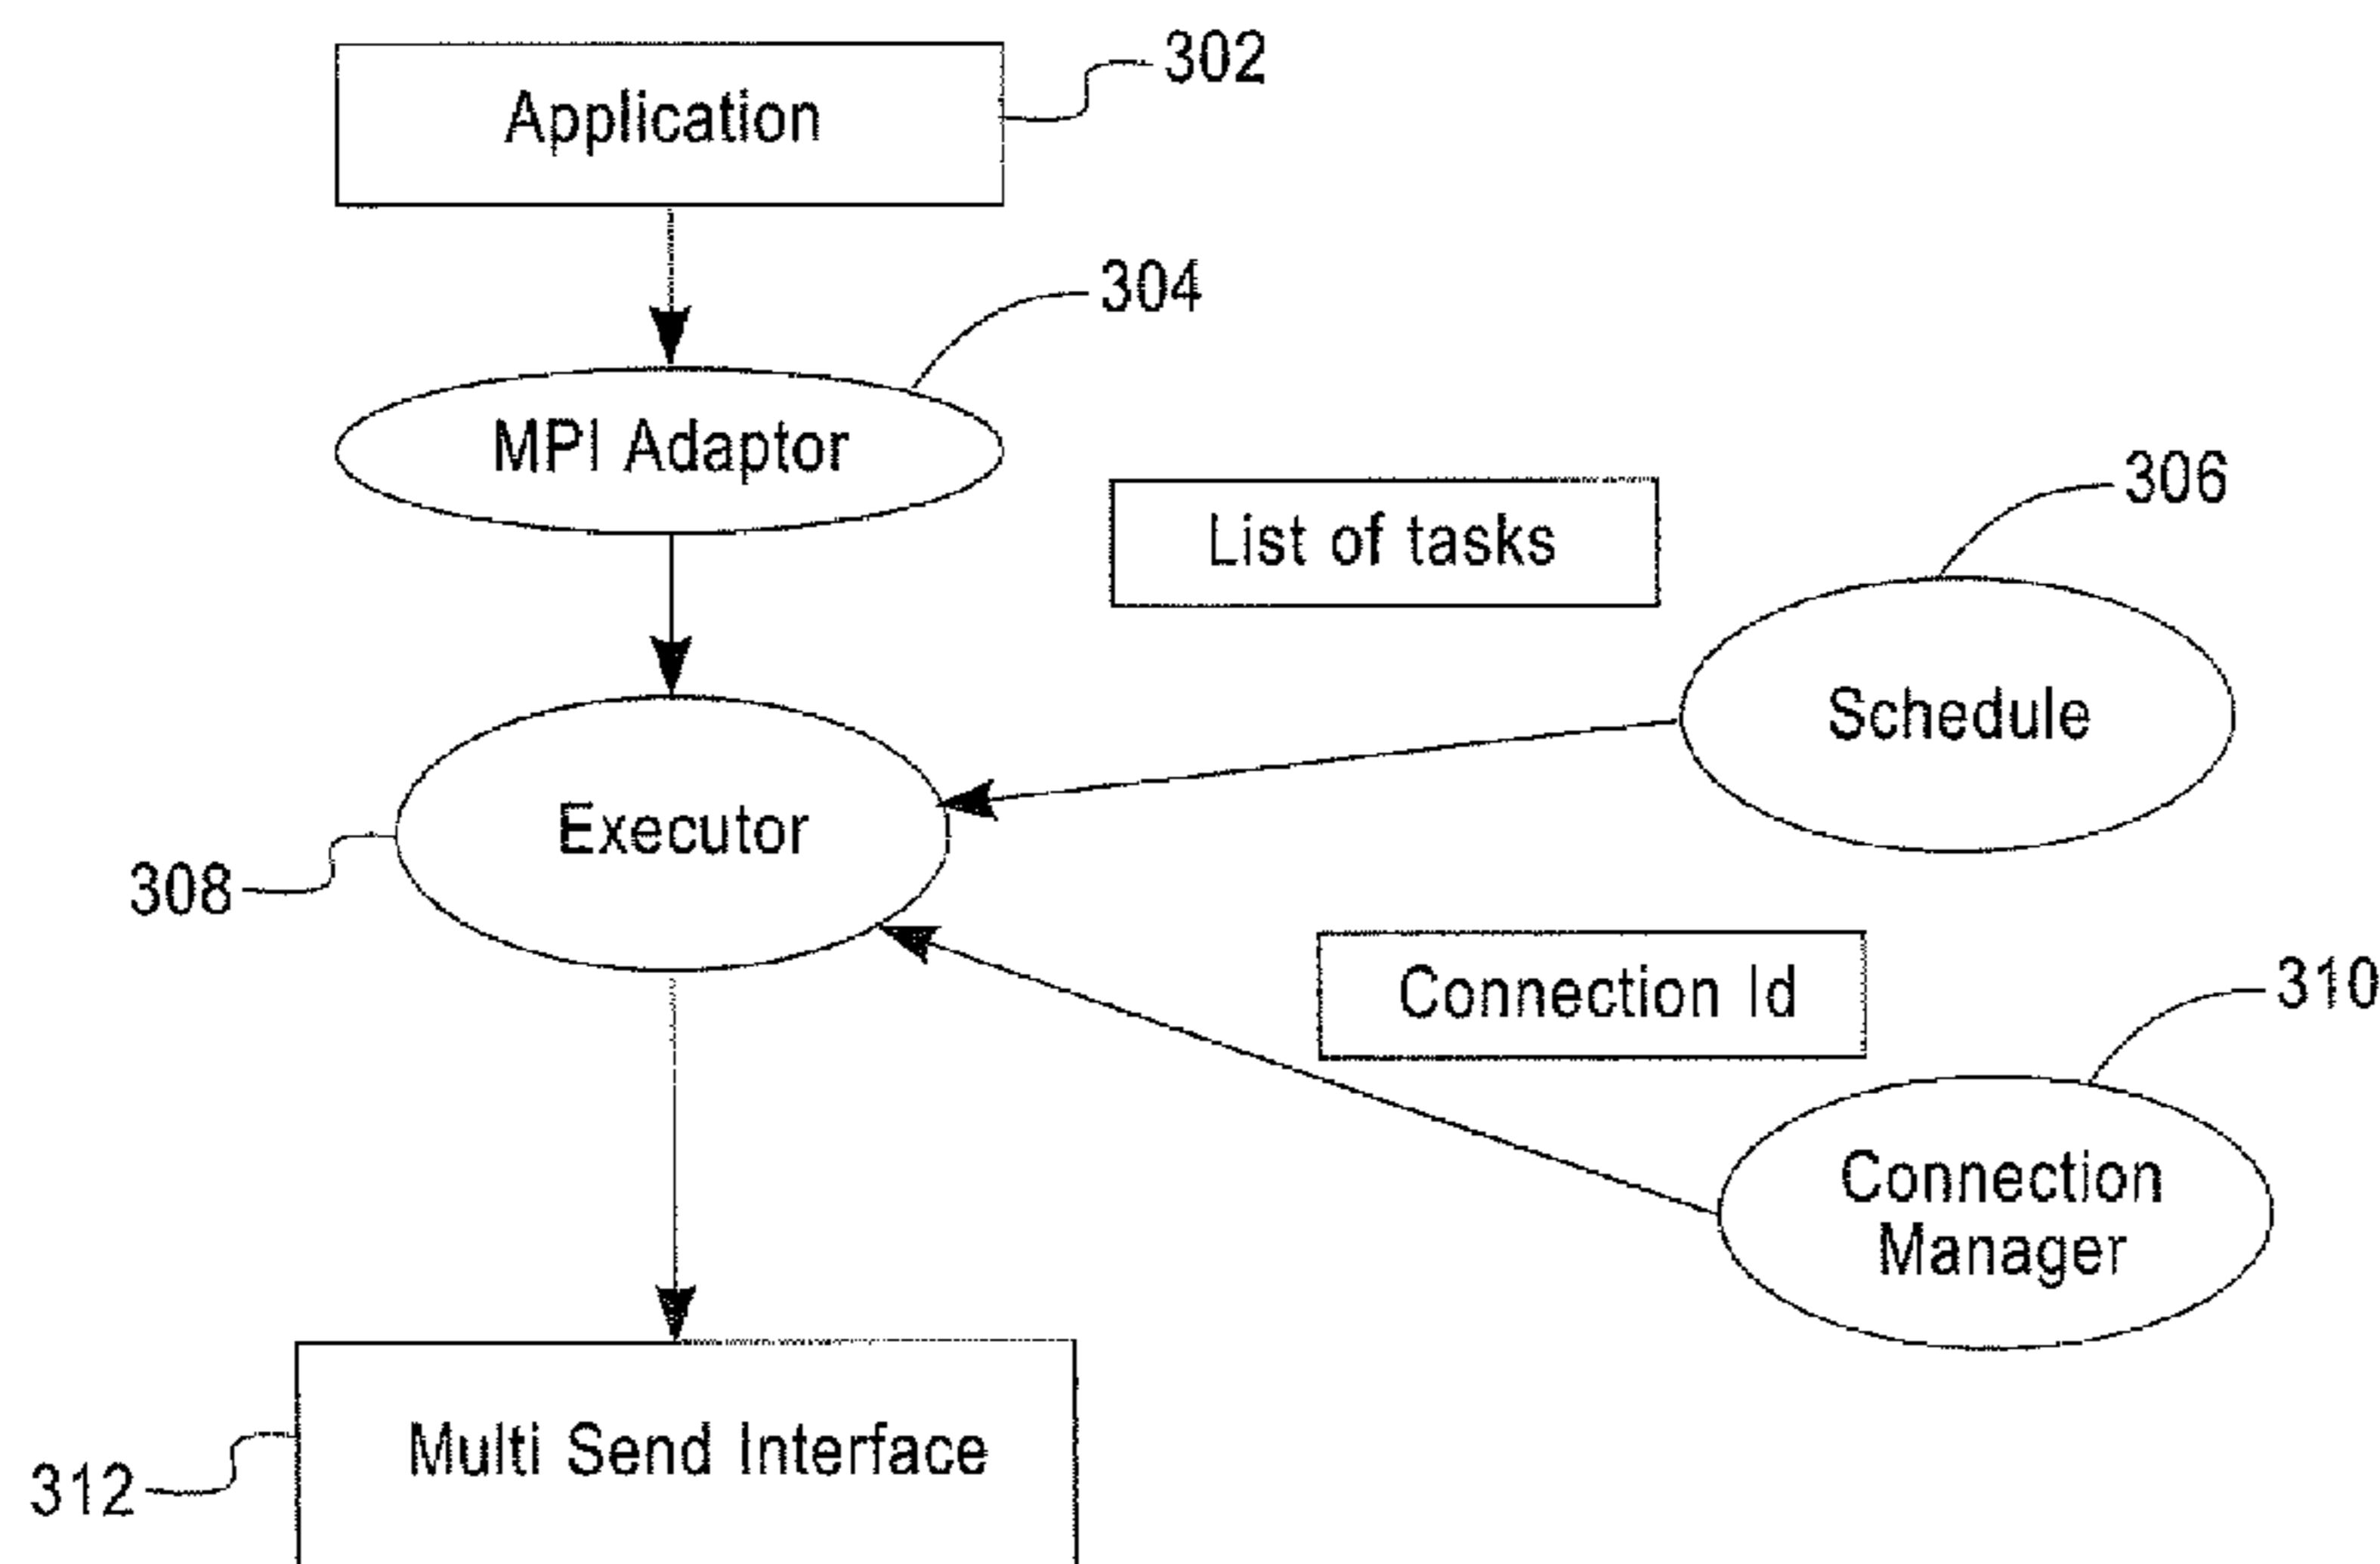 Application
302
MPI Adaptor
304
List of tasks
306
Schedule
Executor
308
Connection Id
310
Connection
Manager
Multi Send Interface
312